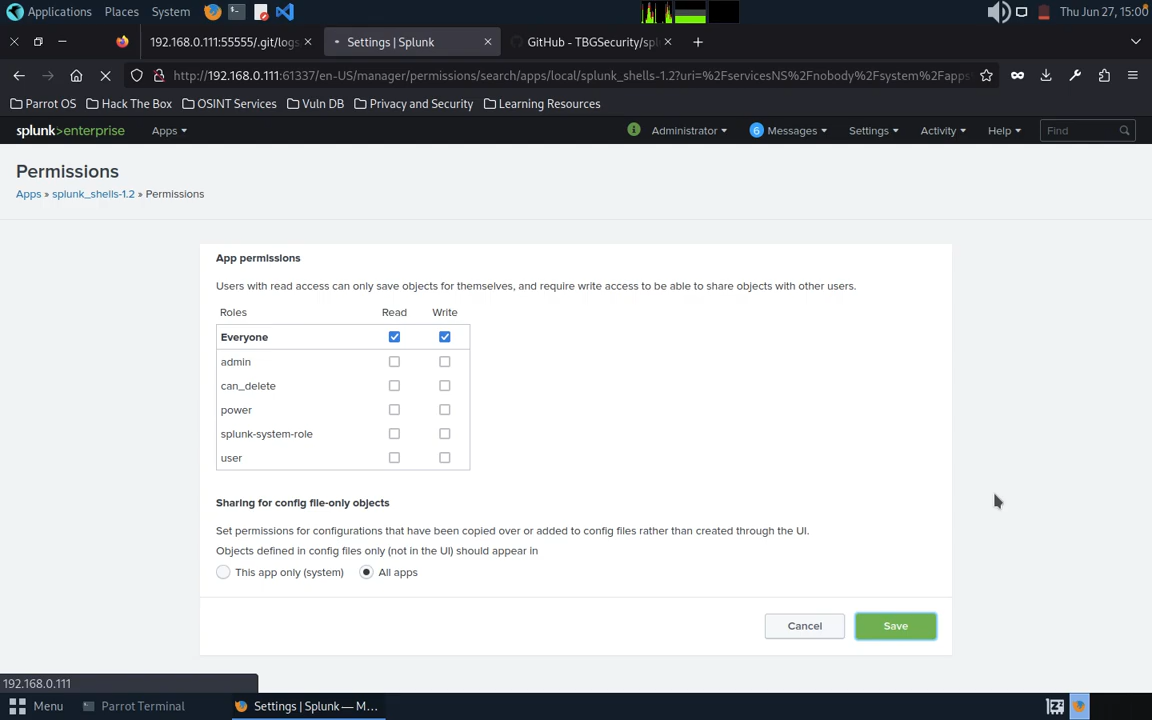 Applications Places System Thu Jun 27, 15:00
192.168.0.111:55555/.git/logs Settings | Splunk GitHub - TBGSecurity/spl
http://192.168.0.111:61337/en-US/manager/permissions/search/apps/local/splunk_shells-1.2?uri=%2FservicesNS%2Fnobody%2Fsystem%2Fapps
Parrot OS Hack The Box OSINT Services Vuln DB Privacy and Security Learning Resources
splunk>enterprise Apps Administrator 6 Messages Settings Activity Help Find
Permissions
Apps » splunk_shells-1.2 » Permissions
App permissions
Users with read access can only save objects for themselves, and require write access to be able to share objects with other users.
Roles Read Write
Everyone
admin
can_delete
power
splunk-system-role
user
Sharing for config file-only objects
Set permissions for configurations that have been copied over or added to config files rather than created through the UI.
Objects defined in config files only (not in the UI) should appear in
This app only (system) All apps
Cancel Save
192.168.0.111
Menu Parrot Terminal Settings | Splunk — M...